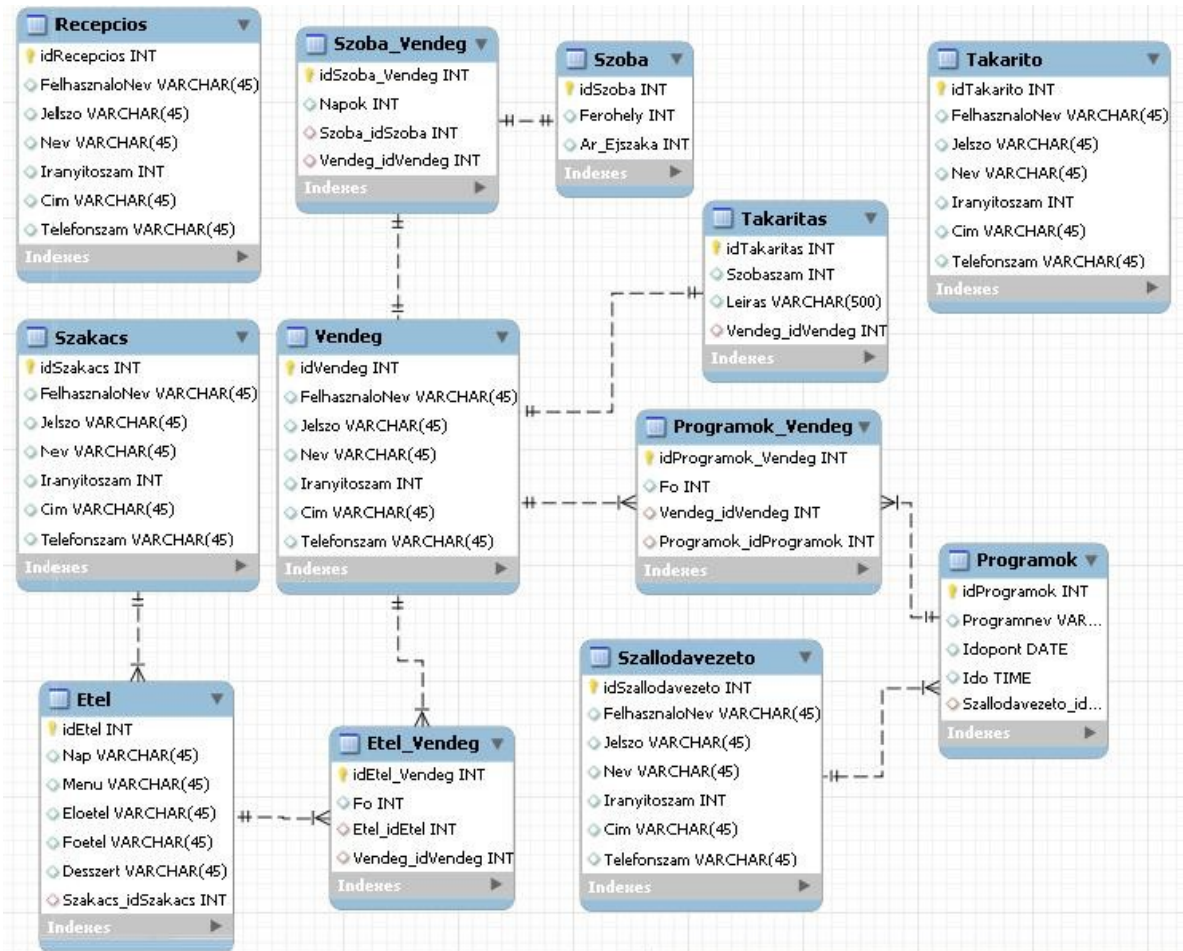 Recepcios
idRecepcios INT
FelhasznaloNev VARCHAR(45)
Jelszo VARCHAR(45)
Nev VARCHAR(45)
Iranyitoszam INT
Cim VARCHAR(45)
Telefonszam VARCHAR(45)
Indexes
Szoba_Vendeg
idSzoba_Vendeg INT
Napok INT
Szoba_idSzoba INT
Vendeg_idVendeg INT
Indexes
Szoba
idSzoba INT
Ferohely INT
Ar_Ejszaka INT
Indexes
Takarito
idTakarito INT
FelhasznaloNev VARCHAR(45)
Jelszo VARCHAR(45)
Nev VARCHAR(45)
Iranyitoszam INT
Cim VARCHAR(45)
Telefonszam VARCHAR(45)
Indexes
Takaritas
idTakaritas INT
Szobaszam INT
Leiras VARCHAR(500)
Vendeg_idVendeg INT
Indexes
Szakacs
idSzakacs INT
FelhasznaloNev VARCHAR(45)
Jelszo VARCHAR(45)
Nev VARCHAR(45)
Iranyitoszam INT
Cim VARCHAR(45)
Telefonszam VARCHAR(45)
Indexes
Vendeg
idVendeg INT
FelhasznaloNev VARCHAR(45)
Jelszo VARCHAR(45)
Nev VARCHAR(45)
Iranyitoszam INT
Cim VARCHAR(45)
Telefonszam VARCHAR(45)
Indexes
Programok_Vendeg
idProgramok_Vendeg INT
Fo INT
Vendeg_idVendeg INT
Programok_idProgramok INT
Indexes
Programok
idProgramok INT
Programnev VAR...
Idopont DATE
Ido TIME
Szallodavezeto_id...
Indexes
Szallodavezeto
idSzallodavezeto INT
FelhasznaloNev VARCHAR(45)
Jelszo VARCHAR(45)
Nev VARCHAR(45)
Iranyitoszam INT
Cim VARCHAR(45)
Telefonszam VARCHAR(45)
Indexes
Etel
idEtel INT
Nap VARCHAR(45)
Menu VARCHAR(45)
Eloetel VARCHAR(45)
Foetel VARCHAR(45)
Desszert VARCHAR(45)
Szakacs_idSzakacs INT
Indexes
Etel_Vendeg
idEtel_Vendeg INT
Fo INT
Etel_idEtel INT
Vendeg_idVendeg INT
Indexes